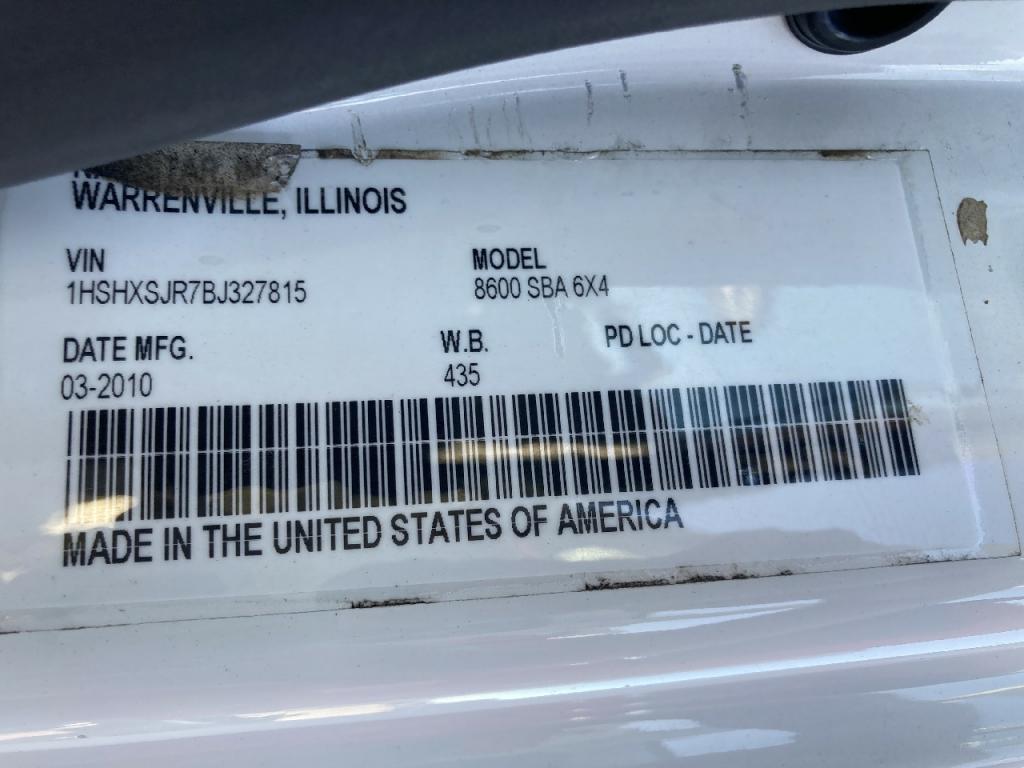 WARRENVILLE, ILLINOIS
VIN MODEL
1HSHXSJR7BJ327815 8600 SBA 6X4
DATE MFG. W.B. PD LOC - DATE
03-2010 435
MADE IN THE UNITED STATES OF AMERICA